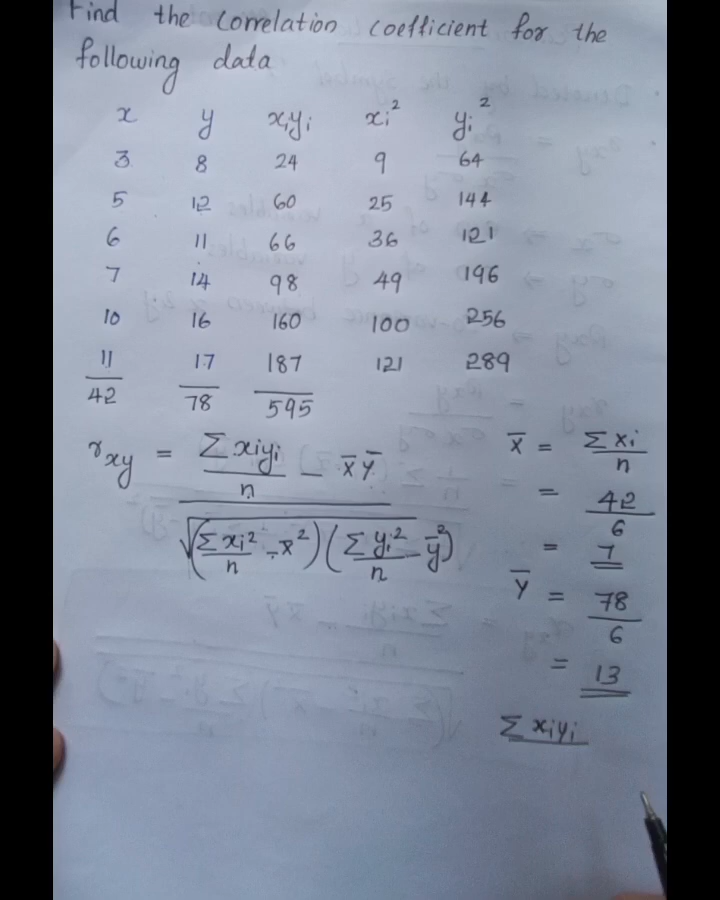 Find the Correlation coefficient for the
following data
x y xiyi xi² yi²
3 8 24 9 64
5 12 60 25 144
6 11 66 36 121
7 14 98 49 196
10 16 160 100 256
11 17 187 121 289
42 78 595
rxy = (Σxiyi/n − x̄ȳ) / √((Σxi²/n − x̄²)(Σyi²/n − ȳ²))
x̄ = Σxi/n
= 42/6
= 7
ȳ = 78/6
= 13
Σxiyi